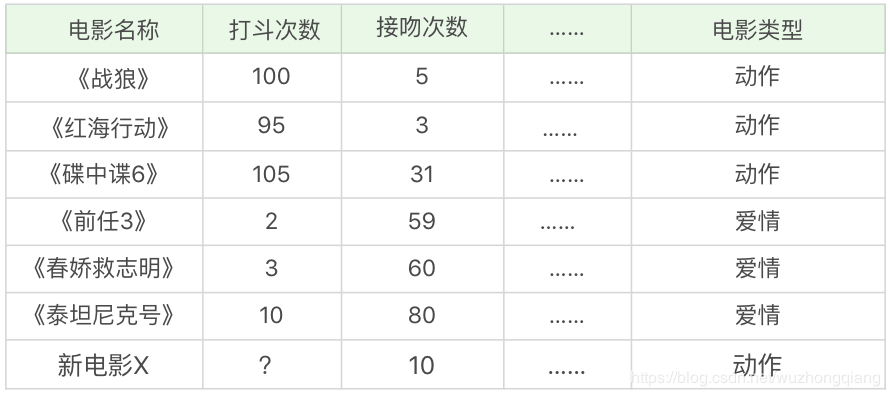 电影名称 打斗次数 接吻次数 …… 电影类型
《战狼》 100 5 …… 动作
《红海行动》 95 3 …… 动作
《碟中谍6》 105 31 …… 动作
《前任3》 2 59 …… 爱情
《春娇救志明》 3 60 …… 爱情
《泰坦尼克号》 10 80 …… 爱情
新电影X ? 10 …… 动作
https://blog.csdn.net/wuzhongqiang